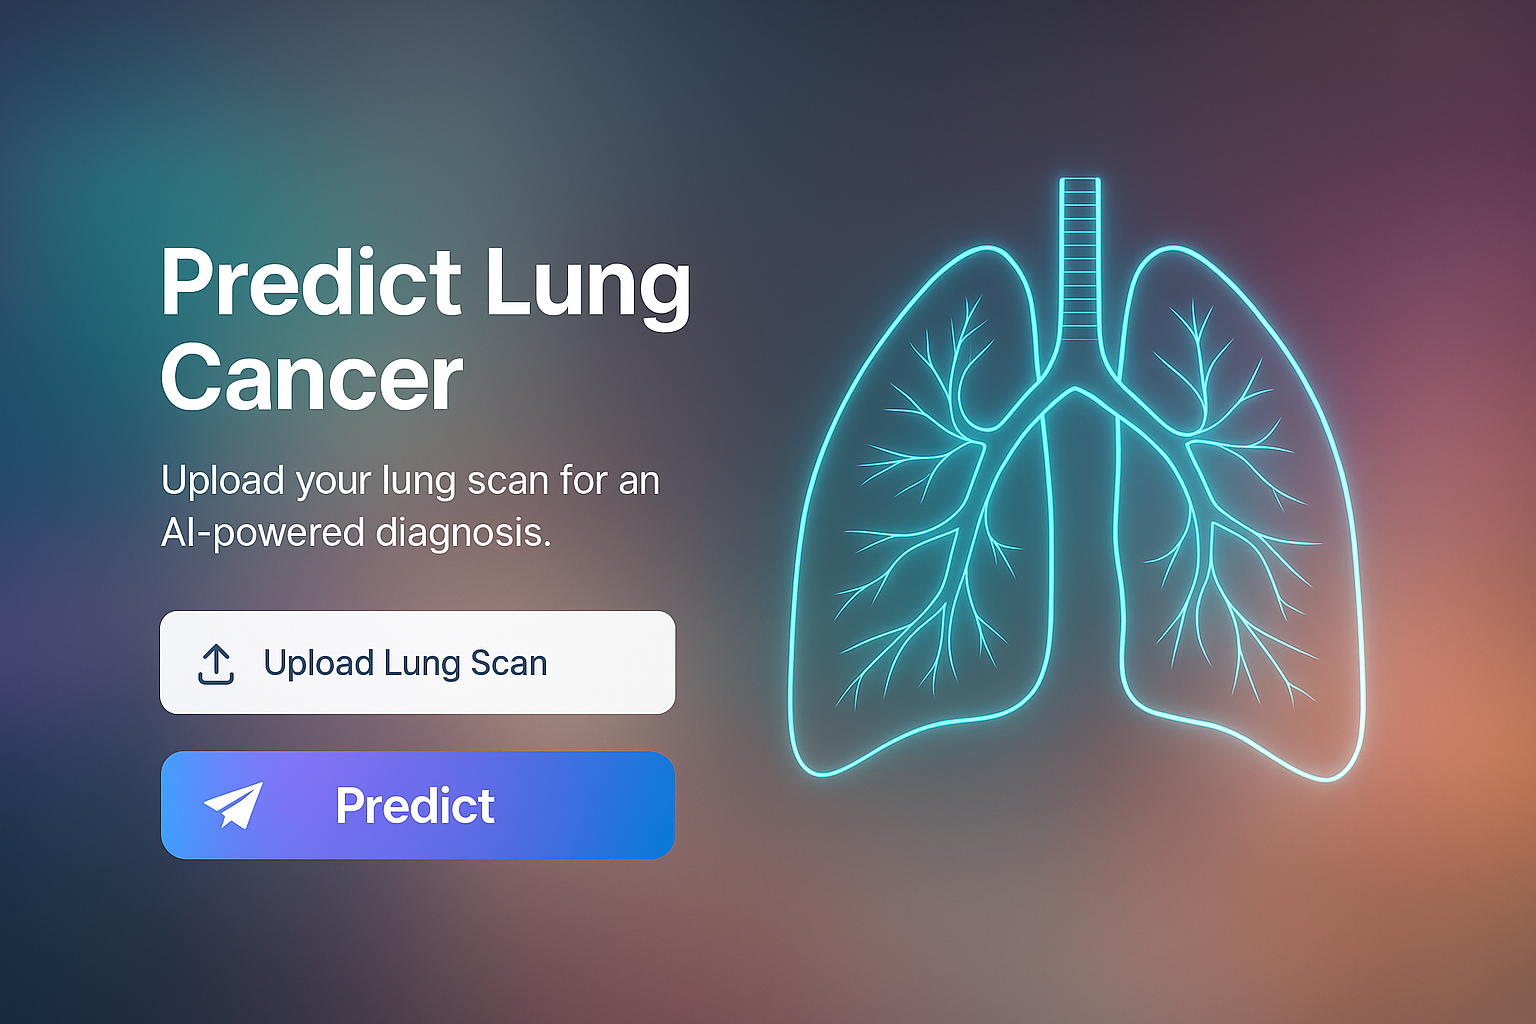 Predict Lung
Cancer
Upload your lung scan for an
AI-powered diagnosis.
Upload Lung Scan
Predict